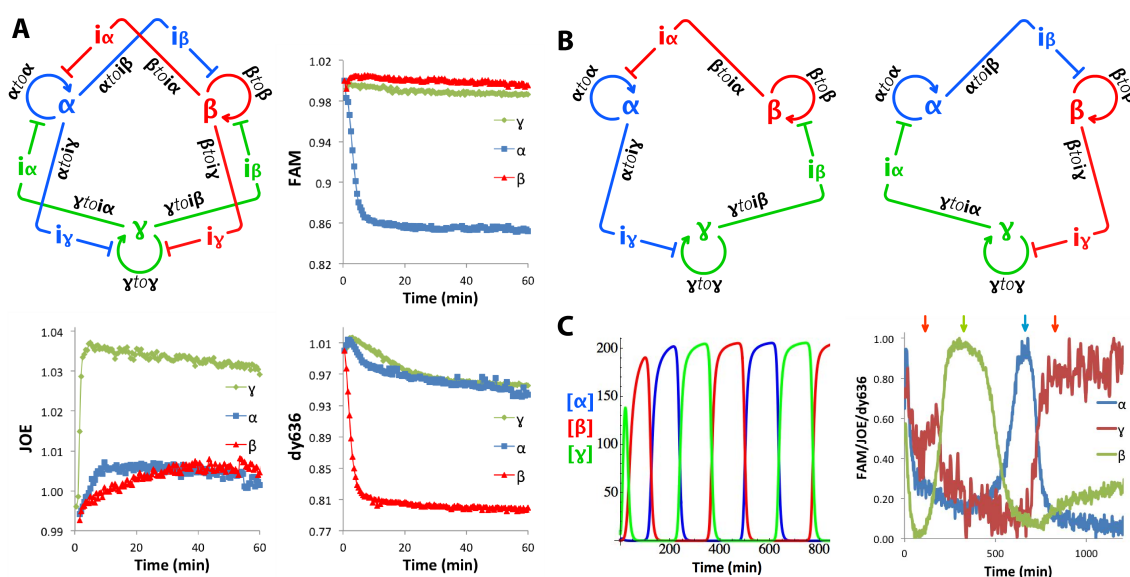 A
iα
iβ
αtoα
αtoiβ
βtoiα
βtoβ
α
β
αtoiγ
βtoiγ
iα
iβ
γtoiα
γtoiβ
γ
iγ
iγ
γtoγ
FAM
1.02
0.98
0.94
0.9
0.86
0.82
γ
α
β
0
20
40
60
Time (min)
JOE
1.04
1.03
1.02
1.01
1.00
0.99
γ
α
β
0
20
40
60
Time (min)
dy636
1.01
0.97
0.93
0.89
0.85
0.81
0.77
γ
α
β
0
20
40
60
Time (min)
B
iα
αtoα
βtoiα
βtoβ
α
β
αtoiγ
iβ
γtoiβ
iγ
γ
γtoγ
iβ
αtoα
αtoiβ
βtoβ
α
β
βtoiγ
iα
γtoiα
γ
iγ
γtoγ
C
[α]
[β]
[γ]
200
150
100
50
200
400
600
800
Time (min)
FAM/JOE/dy636
1.00
0.80
0.60
0.40
0.20
0.00
α
γ
β
0
500
1000
Time (min)